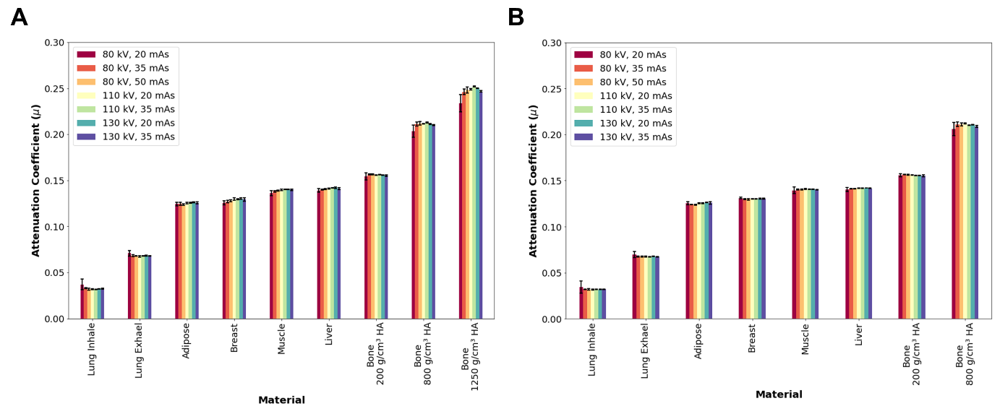 A
0.30
0.25
0.20
0.15
0.10
0.05
0.00
Attenuation Coefficient (μ)
80 kV, 20 mAs
80 kV, 35 mAs
80 kV, 50 mAs
110 kV, 20 mAs
110 kV, 35 mAs
130 kV, 20 mAs
130 kV, 35 mAs
Lung Inhale
Lung Exhael
Adipose
Breast
Muscle
Liver
Bone
200 g/cm³ HA
Bone
800 g/cm³ HA
Bone
1250 g/cm³ HA
Material
B
0.30
0.25
0.20
0.15
0.10
0.05
0.00
Attenuation Coefficient (μ)
80 kV, 20 mAs
80 kV, 35 mAs
80 kV, 50 mAs
110 kV, 20 mAs
110 kV, 35 mAs
130 kV, 20 mAs
130 kV, 35 mAs
Lung Inhale
Lung Exhael
Adipose
Breast
Muscle
Liver
Bone
200 g/cm³ HA
Bone
800 g/cm³ HA
Material